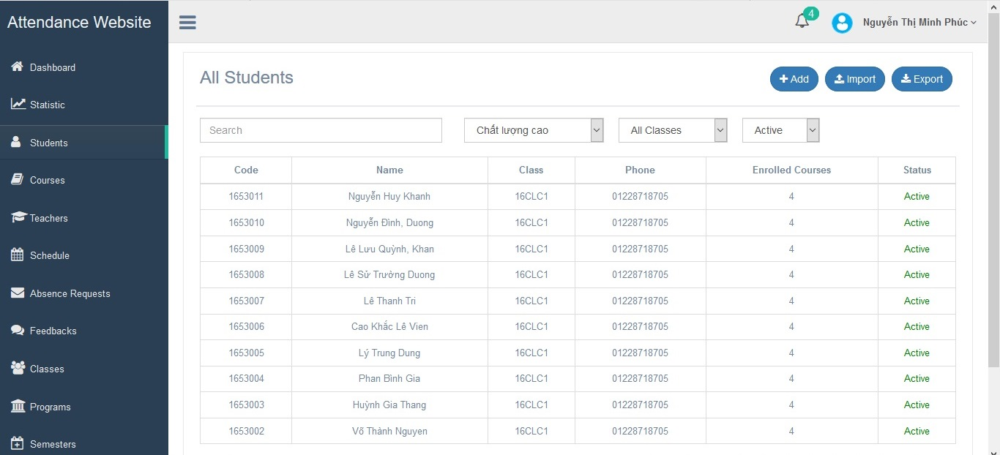 Attendance Website
4
Nguyễn Thị Minh Phúc
Dashboard
Statistic
Students
Courses
Teachers
Schedule
Absence Requests
Feedbacks
Classes
Programs
Semesters
All Students
Add Import Export
Search Chất lượng cao All Classes Active
Code Name Class Phone Enrolled Courses Status
1653011 Nguyễn Huy Khanh 16CLC1 01228718705 4 Active
1653010 Nguyễn Đình, Duong 16CLC1 01228718705 4 Active
1653009 Lê Lưu Quỳnh, Khan 16CLC1 01228718705 4 Active
1653008 Lê Sử Trường Duong 16CLC1 01228718705 4 Active
1653007 Lê Thanh Tri 16CLC1 01228718705 4 Active
1653006 Cao Khắc Lê Vien 16CLC1 01228718705 4 Active
1653005 Lý Trung Dung 16CLC1 01228718705 4 Active
1653004 Phan Bình Gia 16CLC1 01228718705 4 Active
1653003 Huỳnh Gia Thang 16CLC1 01228718705 4 Active
1653002 Võ Thành Nguyen 16CLC1 01228718705 4 Active